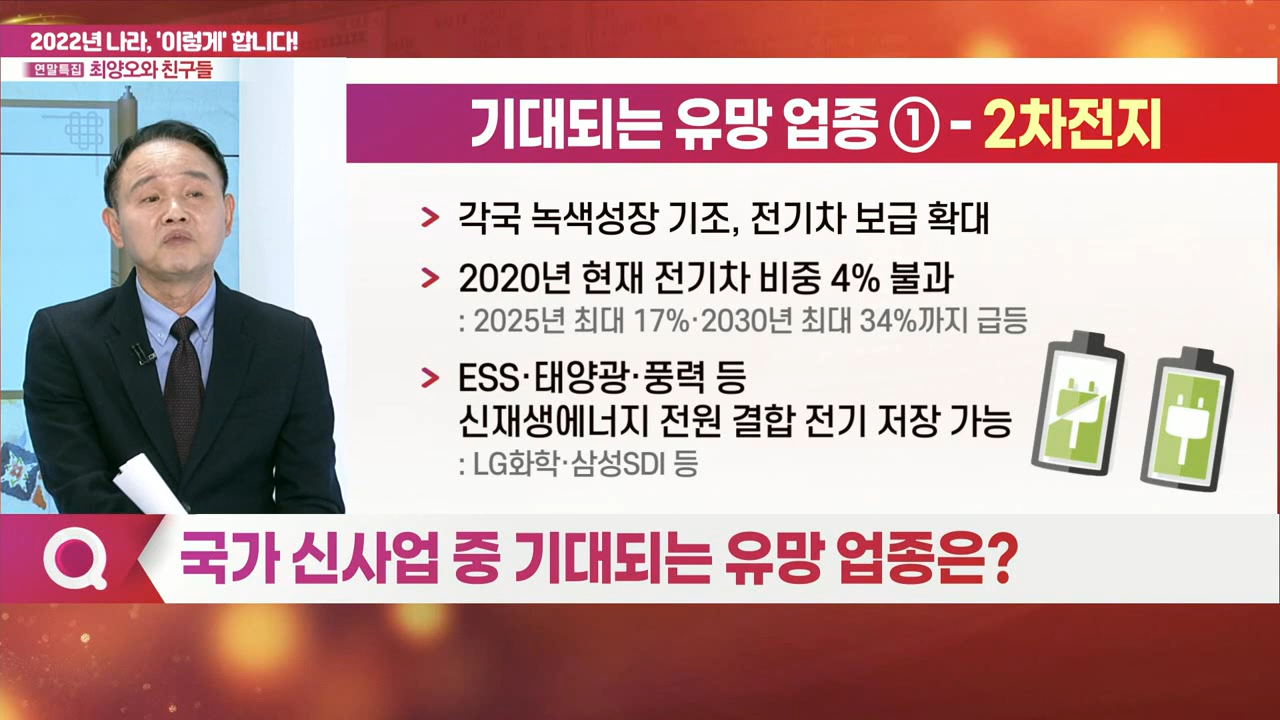 2022년 나라, '이렇게' 합니다!
연말특집 최양오와 친구들
기대되는 유망 업종 ① - 2차전지
> 각국 녹색성장 기조, 전기차 보급 확대
> 2020년 현재 전기차 비중 4% 불과
: 2025년 최대 17%·2030년 최대 34%까지 급등
> ESS·태양광·풍력 등
신재생에너지 전원 결합 전기 저장 가능
: LG화학·삼성SDI 등
Q 국가 신사업 중 기대되는 유망 업종은?